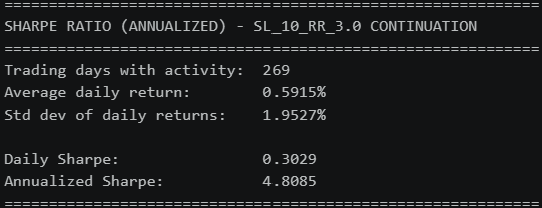 ==========================================================
SHARPE RATIO (ANNUALIZED) - SL_10_RR_3.0 CONTINUATION
==========================================================
Trading days with activity:  269
Average daily return:        0.5915%
Std dev of daily returns:    1.9527%

Daily Sharpe:                0.3029
Annualized Sharpe:           4.8085
==========================================================